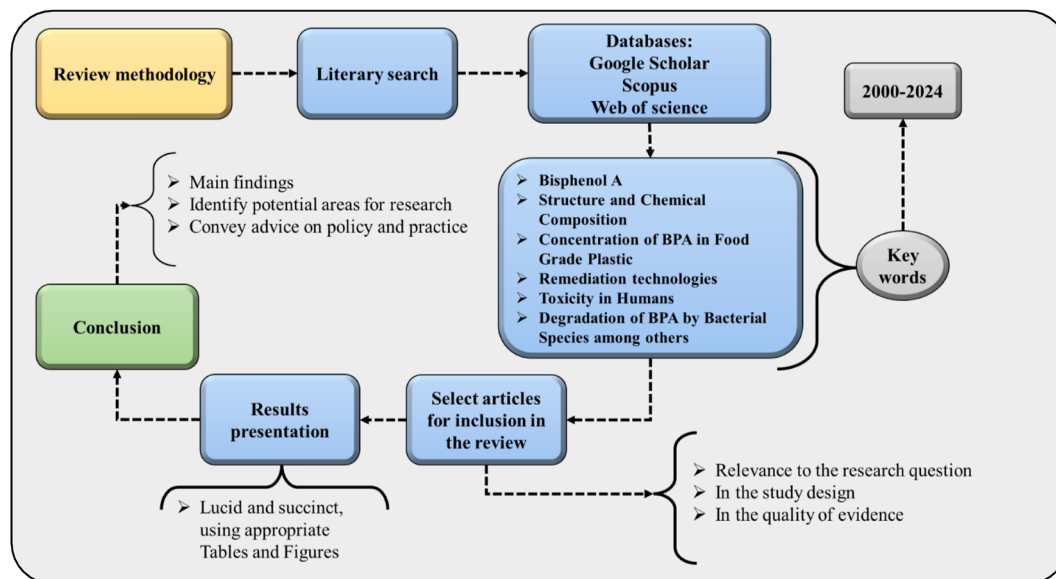 Review methodology
Literary search
Databases:
Google Scholar
Scopus
Web of science
2000-2024
➢ Bisphenol A
➢ Structure and Chemical
Composition
➢ Concentration of BPA in Food
Grade Plastic
➢ Remediation technologies
➢ Toxicity in Humans
➢ Degradation of BPA by Bacterial
Species among others
Key
words
➢ Main findings
➢ Identify potential areas for research
➢ Convey advice on policy and practice
Conclusion
Results
presentation
Select articles
for inclusion in
the review
➢ Lucid and succinct,
using appropriate
Tables and Figures
➢ Relevance to the research question
➢ In the study design
➢ In the quality of evidence